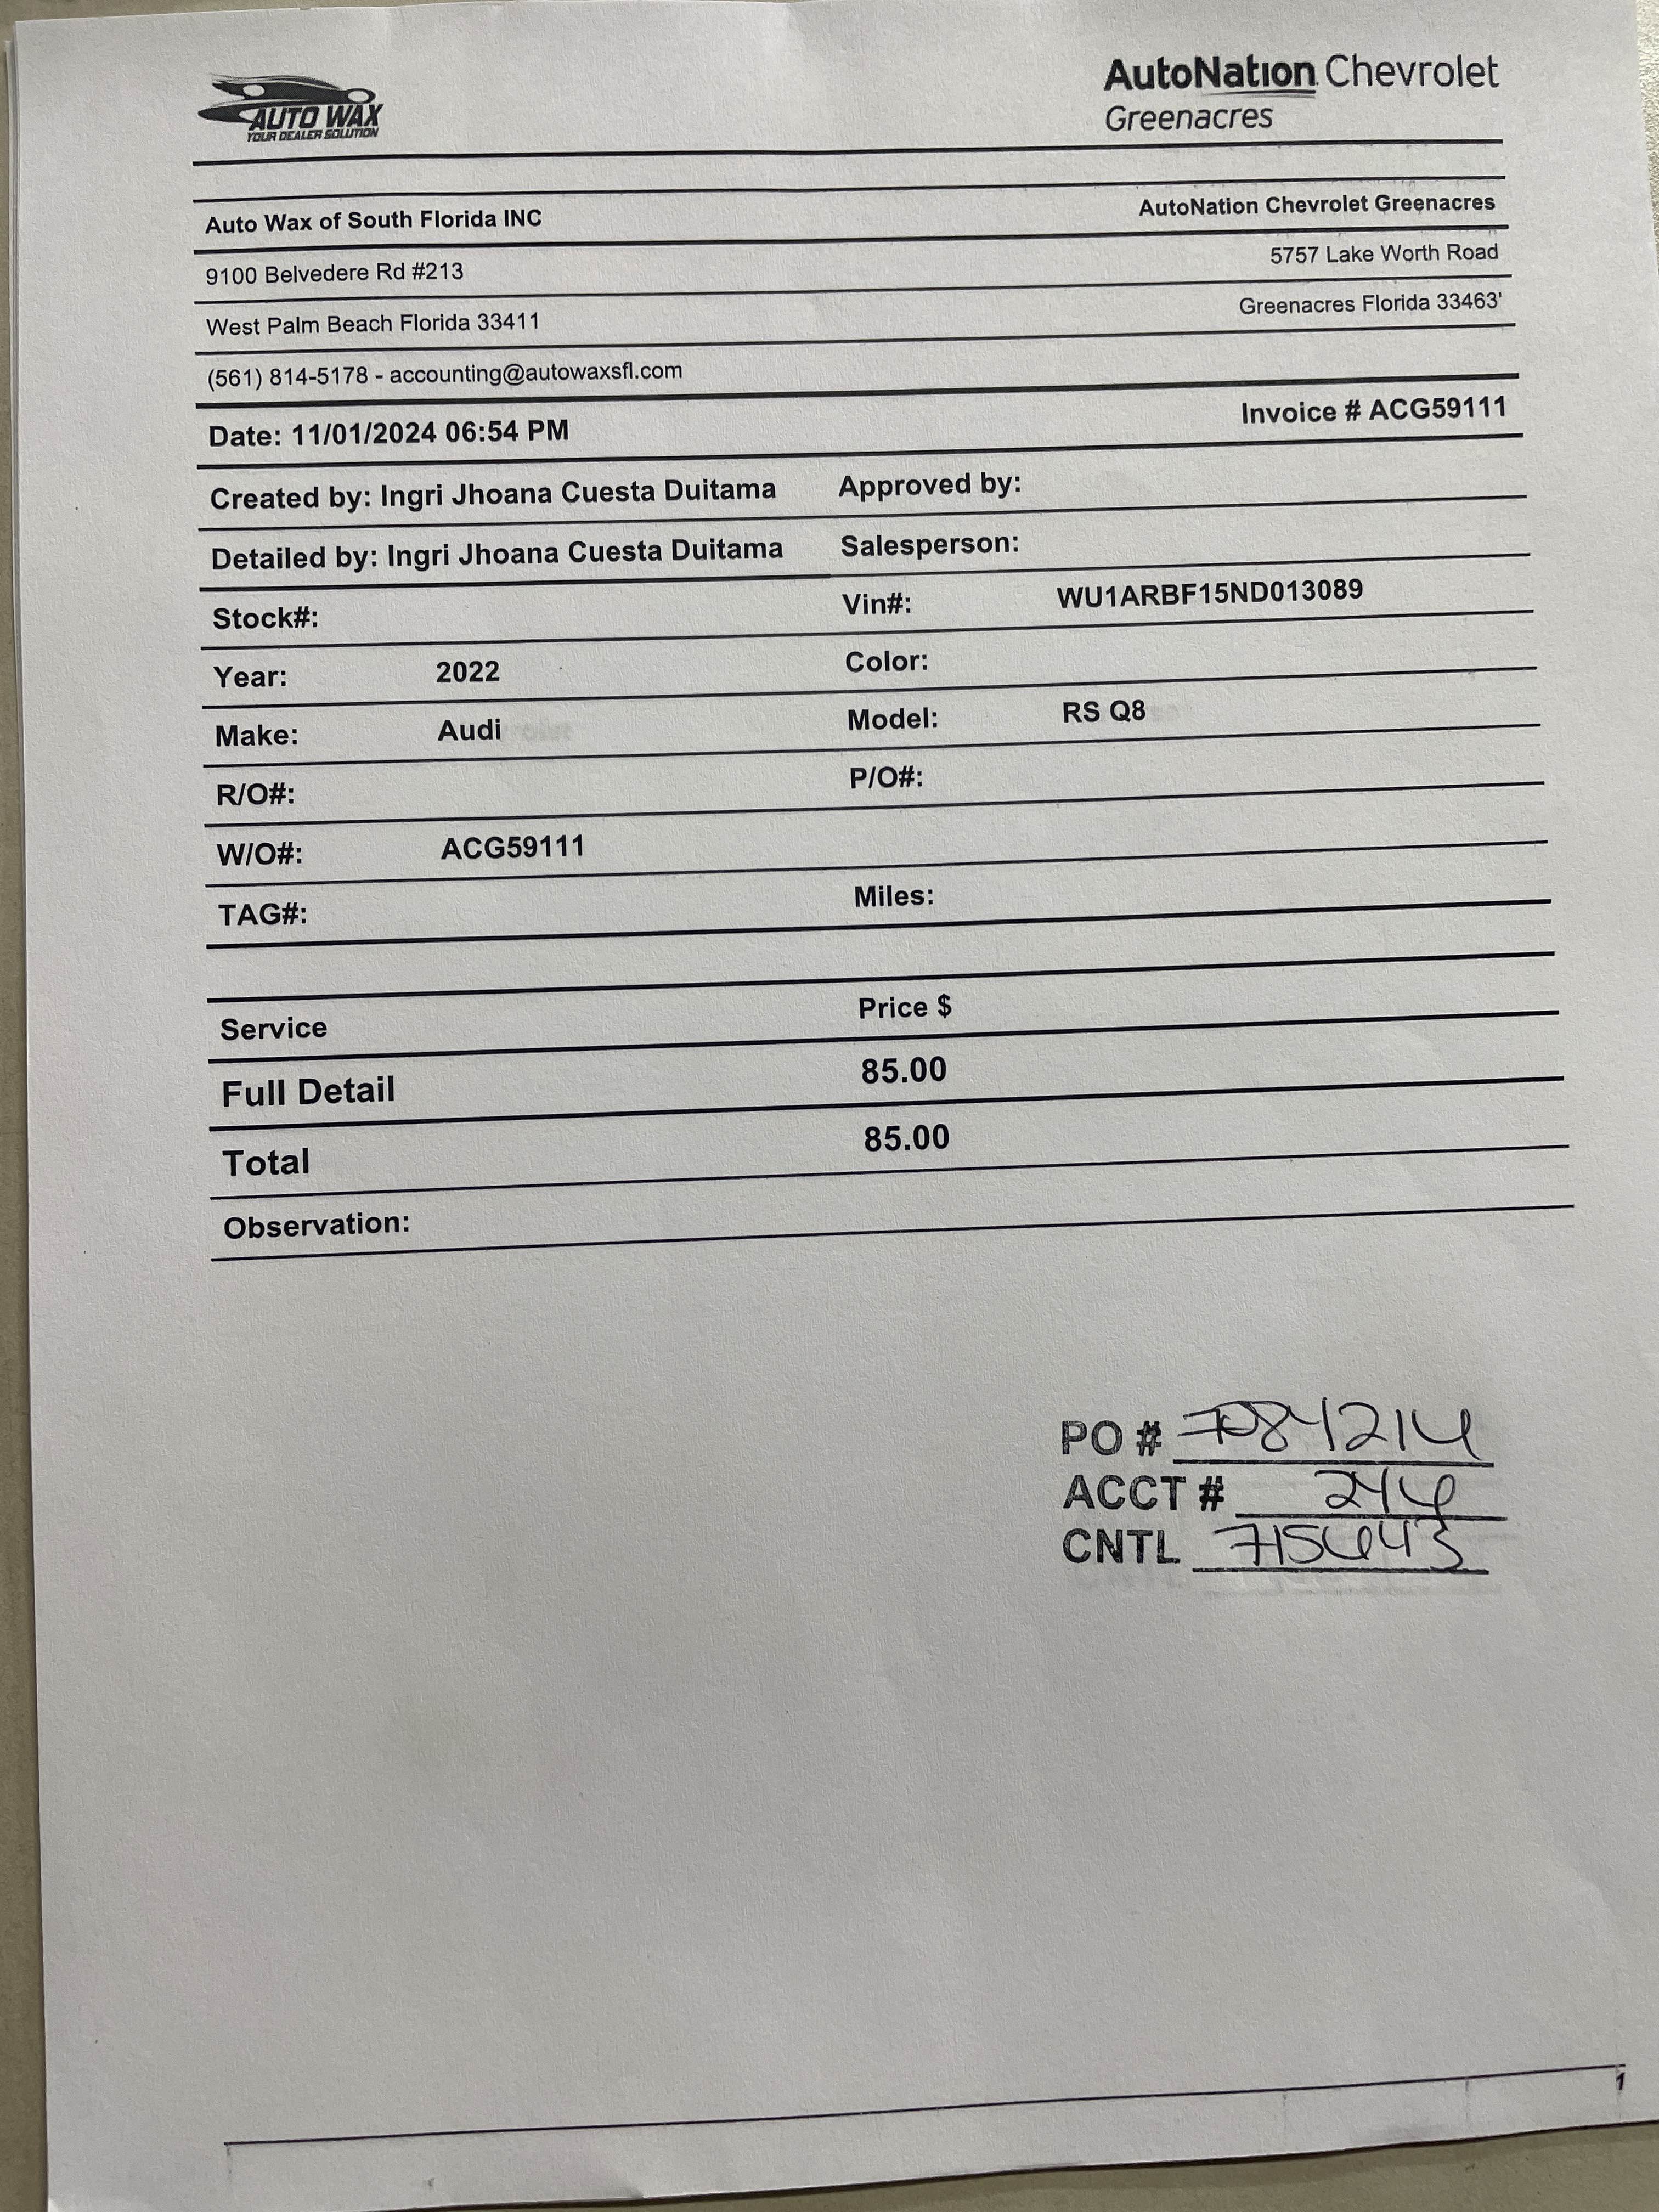 AUTO WAX
YOUR DEALER SOLUTION
AutoNation Chevrolet
Greenacres
Auto Wax of South Florida INC
AutoNation Chevrolet Greenacres
9100 Belvedere Rd #213
5757 Lake Worth Road
West Palm Beach Florida 33411
Greenacres Florida 33463'
(561) 814-5178 - accounting@autowaxsfl.com
Date: 11/01/2024 06:54 PM
Invoice # ACG59111
Created by: Ingri Jhoana Cuesta Duitama Approved by:
Detailed by: Ingri Jhoana Cuesta Duitama Salesperson:
Stock#: Vin#: WU1ARBF15ND013089
Year: 2022 Color:
Make: Audi Model: RS Q8
R/O#: P/O#:
W/O#: ACG59111
TAG#: Miles:
Service Price $
Full Detail 85.00
Total 85.00
Observation:
PO #
ACCT #
CNTL
1